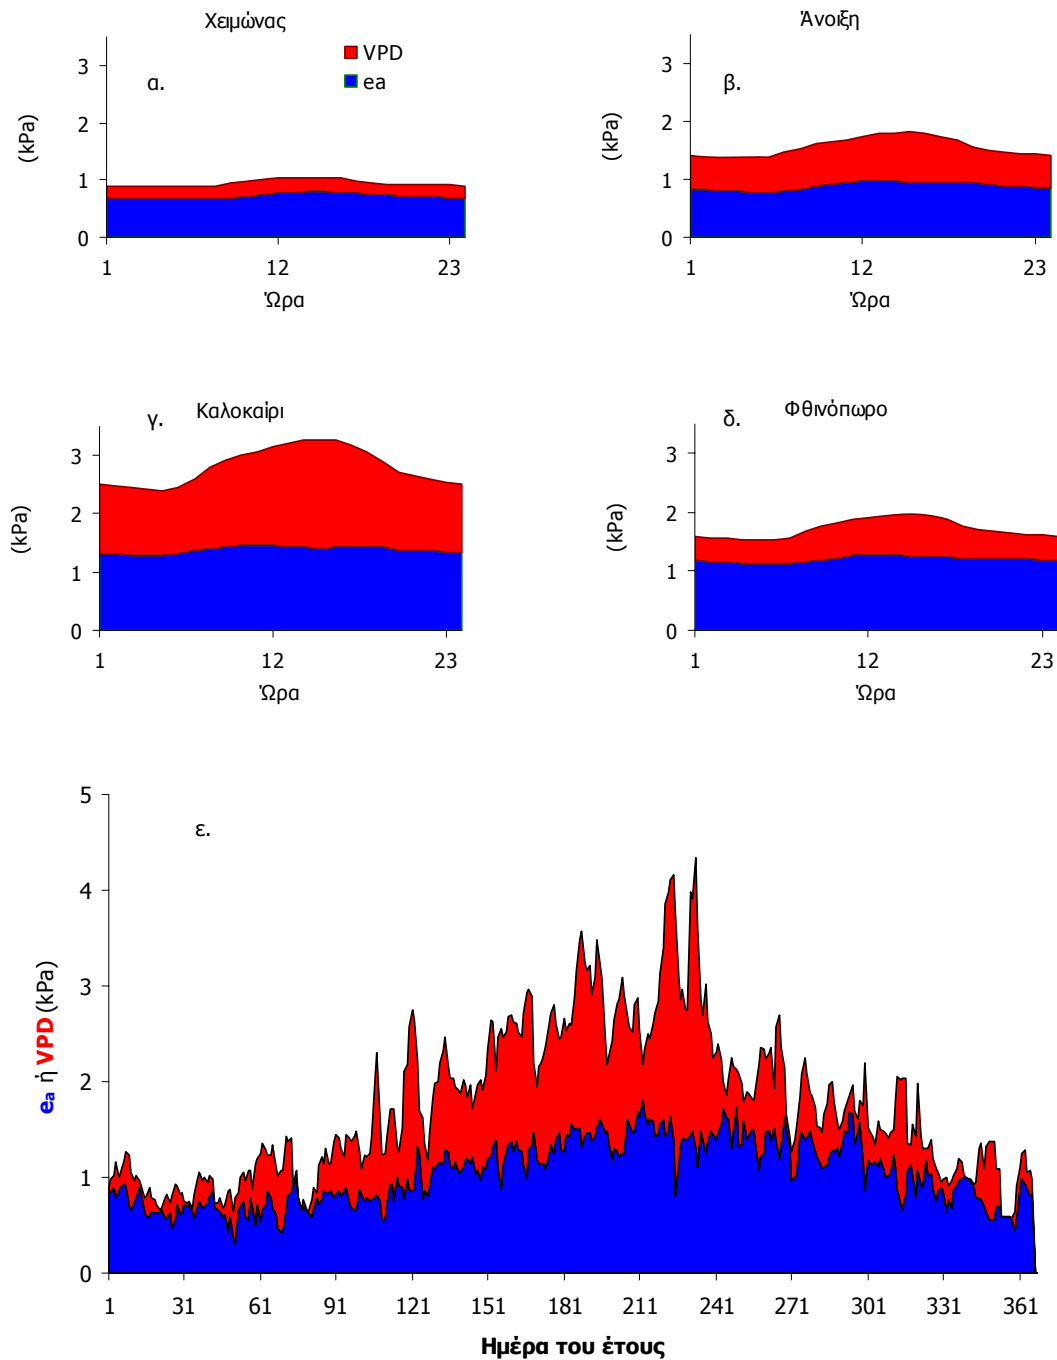 Χειμώνας
VPD
ea
α.
3
2
1
0
(kPa)
1 12 23
Ώρα
Άνοιξη
β.
3
2
1
0
(kPa)
1 12 23
Ώρα
γ.
Καλοκαίρι
3
2
1
0
(kPa)
1 12 23
Ώρα
δ.
Φθινόπωρο
3
2
1
0
(kPa)
1 12 23
Ώρα
ε.
5
4
3
2
1
0
ea ή VPD (kPa)
1 31 61 91 121 151 181 211 241 271 301 331 361
Ημέρα του έτους